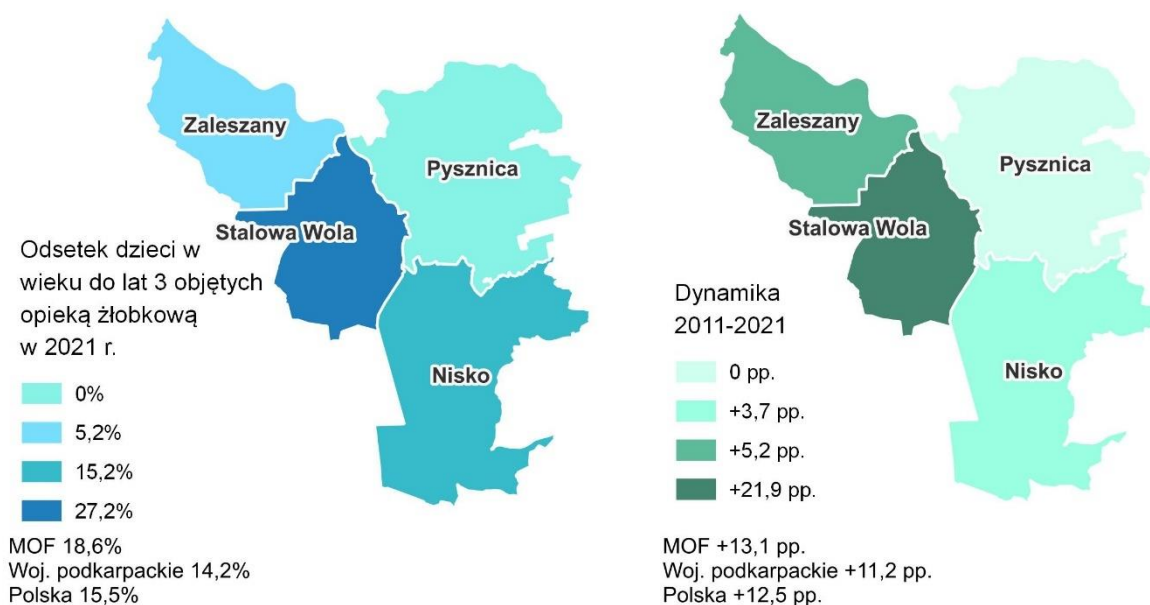 Zaleszany
Pysznica
Stalowa Wola
Nisko
Odsetek dzieci w
wieku do lat 3 objętych
opieką żłobkową
w 2021 r.
0%
5,2%
15,2%
27,2%
MOF 18,6%
Woj. podkarpackie 14,2%
Polska 15,5%
Zaleszany
Pysznica
Stalowa Wola
Nisko
Dynamika
2011-2021
0 pp.
+3,7 pp.
+5,2 pp.
+21,9 pp.
MOF +13,1 pp.
Woj. podkarpackie +11,2 pp.
Polska +12,5 pp.